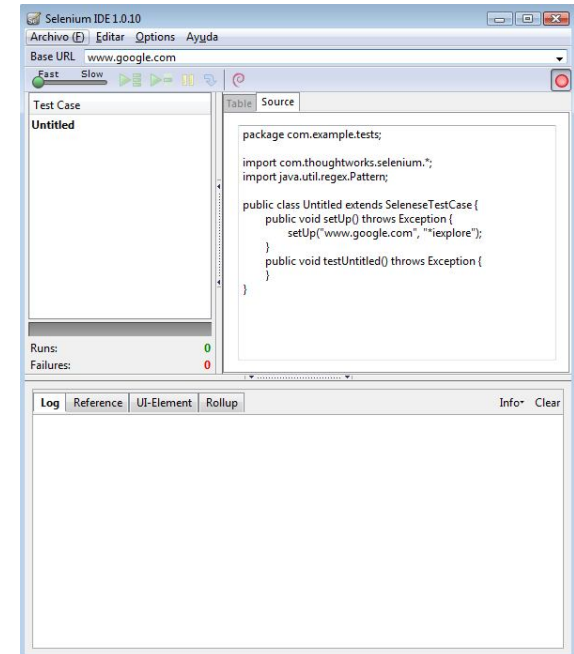 Selenium IDE 1.0.10
Archivo (F) Editar Options Ayuda
Base URL www.google.com
Fast Slow
Test Case
Untitled
Runs: 0
Failures: 0
Table Source
package com.example.tests;
import com.thoughtworks.selenium.*;
import java.util.regex.Pattern;
public class Untitled extends SeleneseTestCase {
public void setUp() throws Exception {
setUp("www.google.com", "*iexplore");
}
public void testUntitled() throws Exception {
}
}
Log Reference UI-Element Rollup Info Clear